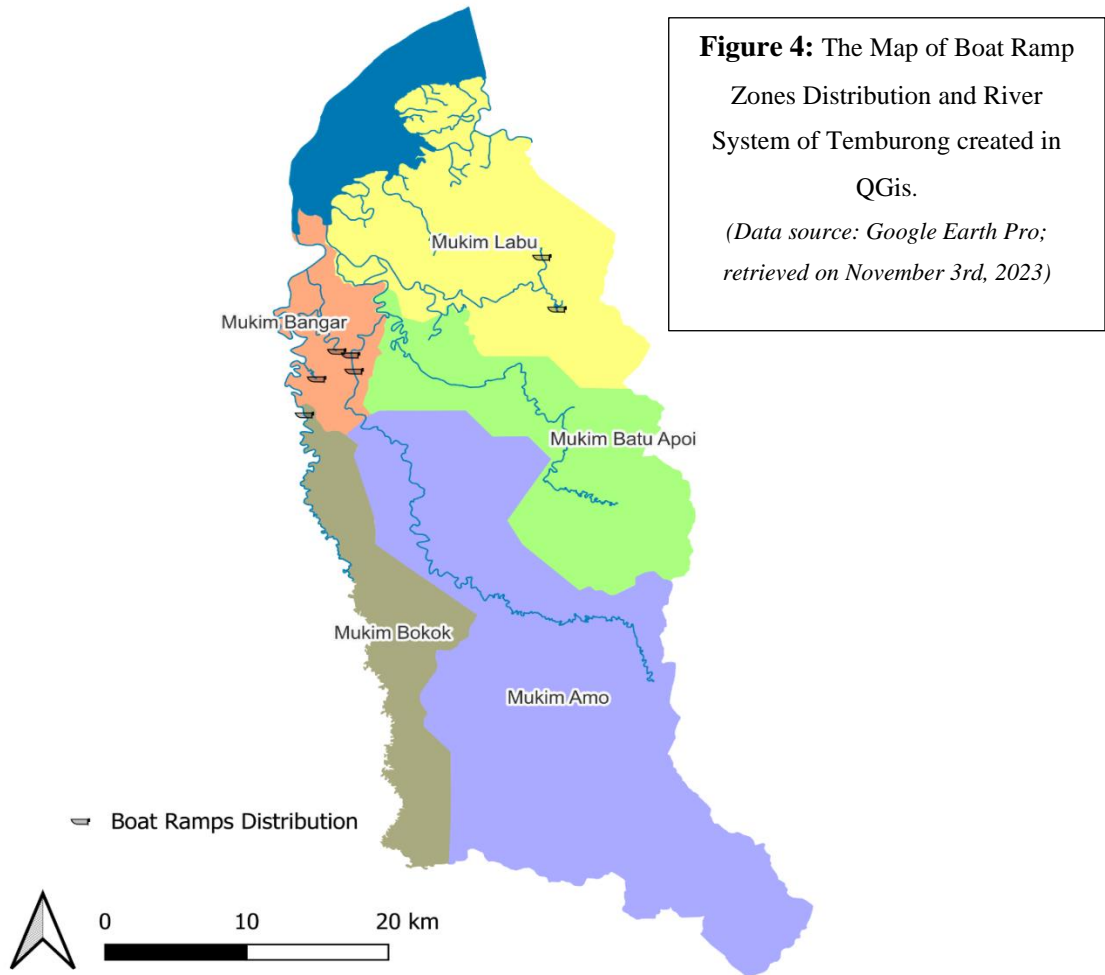 Figure 4: The Map of Boat Ramp
Zones Distribution and River
System of Temburong created in
QGis.
(Data source: Google Earth Pro;
retrieved on November 3rd, 2023)
Mukim Labu
Mukim Bangar
Mukim Batu Apoi
Mukim Bokok
Mukim Amo
Boat Ramps Distribution
0 10 20 km